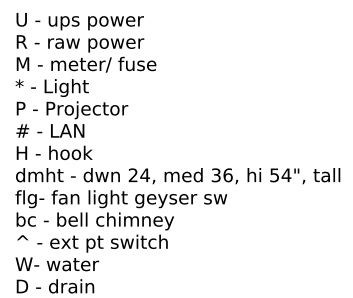 U - ups power
R - raw power
M - meter/ fuse
* - Light
P - Projector
# - LAN
H - hook
dmht - dwn 24, med 36, hi 54", tall
flg- fan light geyser sw
bc - bell chimney
^ - ext pt switch
W- water
D - drain